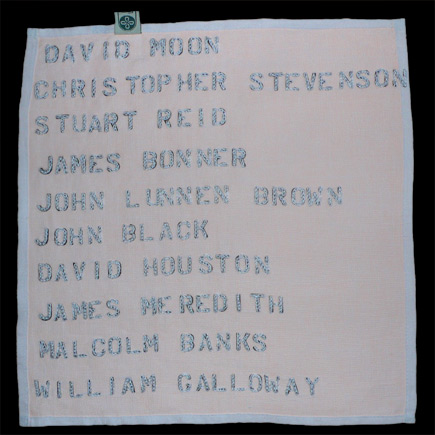 DAVID MOON
CHRISTOPHER STEVENSON
STUART REID
JAMES BONNER
JOHN LUNNEN BROWN
JOHN BLACK
DAVID HOUSTON
JAMES MEREDITH
MALCOLM BANKS
WILLIAM GALLOWAY